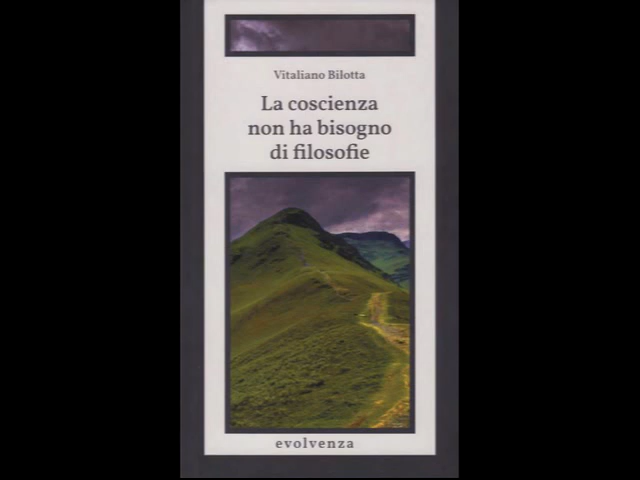 Vitaliano Bilotta
La coscienza
non ha bisogno
di filosofie
evolvenza